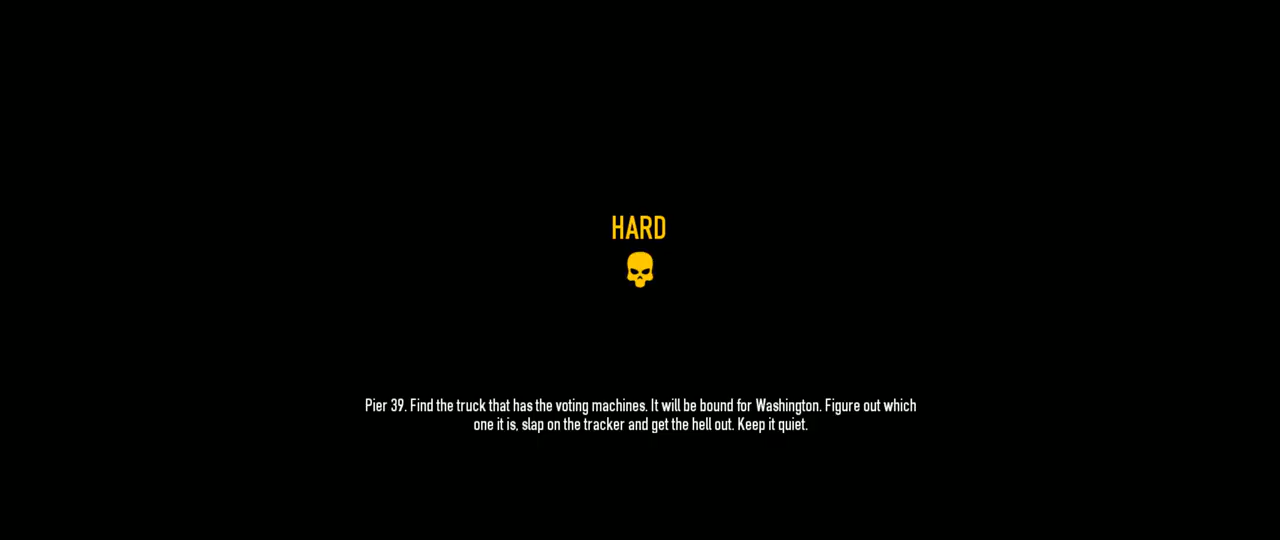 HARD
Pier 39. Find the truck that has the voting machines. It will be bound for Washington. Figure out which
one it is, slap on the tracker and get the hell out. Keep it quiet.